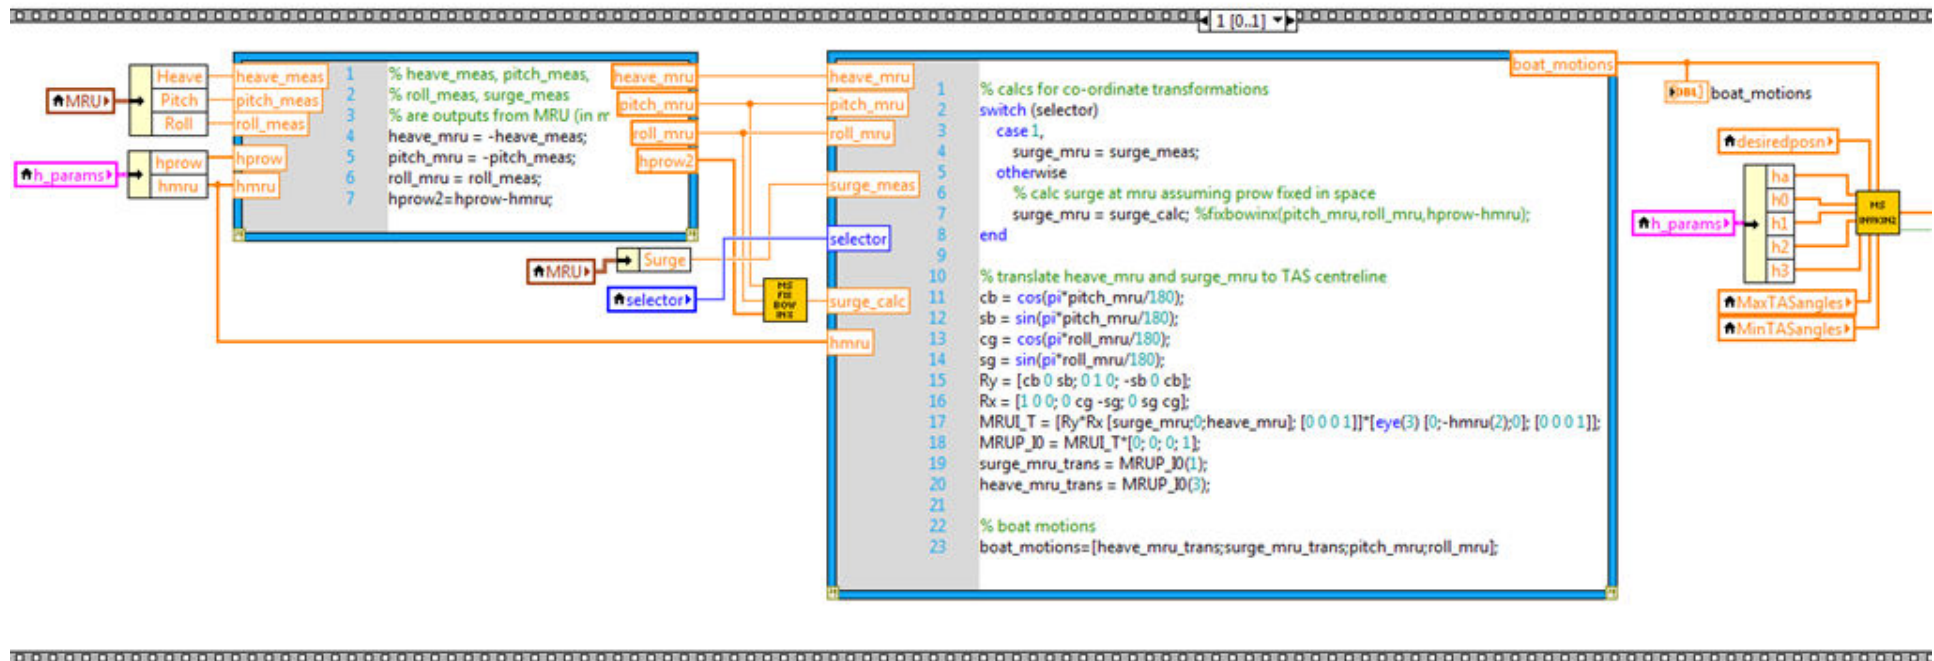 1 [0..1]
MRU
Heave
Pitch
Roll
heave_meas
pitch_meas
roll_meas
h_params
hprow
hmru
hprow
hmru
1 % heave_meas, pitch_meas,
2 % roll_meas, surge_meas
3 % are outputs from MRU (in m
4 heave_mru = -heave_meas;
5 pitch_mru = -pitch_meas;
6 roll_mru = roll_meas;
7 hprow2=hprow-hmru;
heave_mru
pitch_mru
roll_mru
hprow2
MRU
Surge
selector
MS
FIX
BOW
INX
heave_mru
pitch_mru
roll_mru
surge_meas
selector
surge_calc
hmru
1 % calcs for co-ordinate transformations
2 switch (selector)
3 case 1,
4 surge_mru = surge_meas;
5 otherwise
6 % calc surge at mru assuming prow fixed in space
7 surge_mru = surge_calc; %fixbowinx(pitch_mru,roll_mru,hprow-hmru);
8 end
9
10 % translate heave_mru and surge_mru to TAS centreline
11 cb = cos(pi*pitch_mru/180);
12 sb = sin(pi*pitch_mru/180);
13 cg = cos(pi*roll_mru/180);
14 sg = sin(pi*roll_mru/180);
15 Ry = [cb 0 sb; 0 1 0; -sb 0 cb];
16 Rx = [1 0 0; 0 cg -sg; 0 sg cg];
17 MRUI_T = [Ry*Rx [surge_mru;0;heave_mru]; [0 0 0 1]]*[eye(3) [0;-hmru(2);0]; [0 0 0 1]];
18 MRUP_I0 = MRUI_T*[0; 0; 0; 1];
19 surge_mru_trans = MRUP_I0(1);
20 heave_mru_trans = MRUP_I0(3);
21
22 % boat motions
23 boat_motions=[heave_mru_trans;surge_mru_trans;pitch_mru;roll_mru];
boat_motions
DBL
boat_motions
desiredposn
h_params
ha
h0
h1
h2
h3
MaxTASangles
MinTASangles
MS